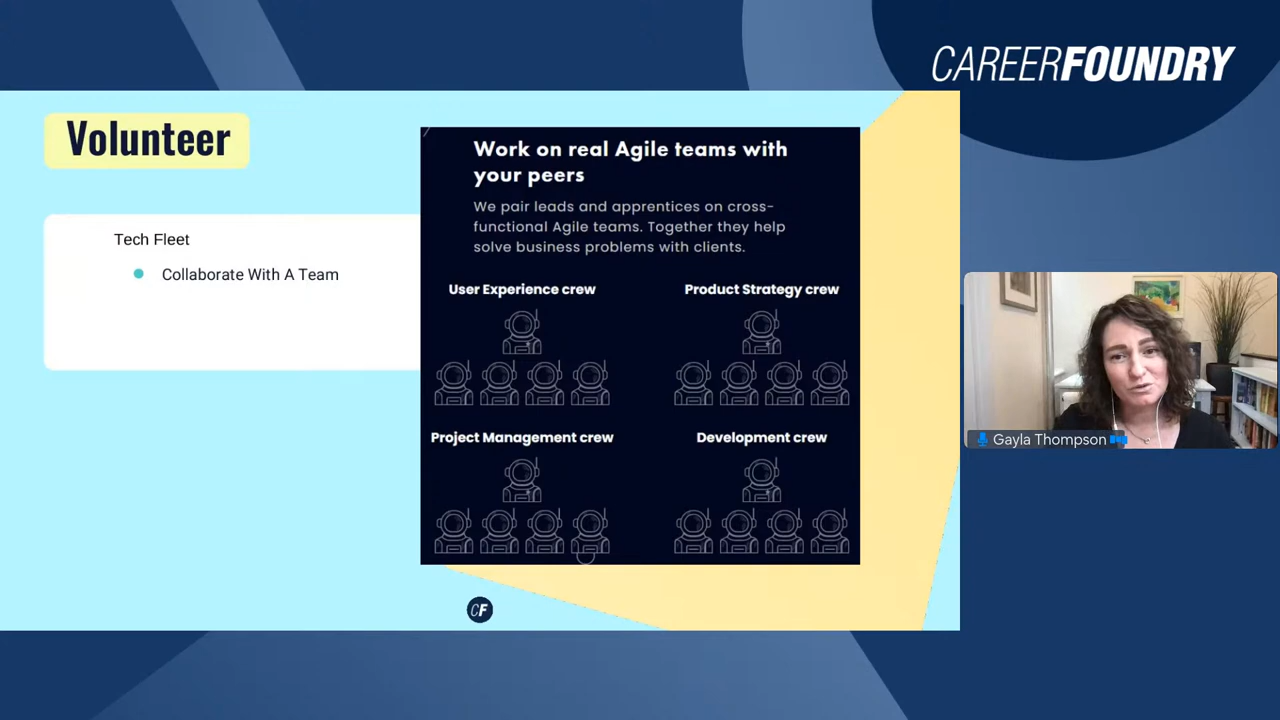 CAREERFOUNDRY
Volunteer
Tech Fleet
Collaborate With A Team
Work on real Agile teams with
your peers
We pair leads and apprentices on cross-
functional Agile teams. Together they help
solve business problems with clients.
User Experience crew
Product Strategy crew
Project Management crew
Development crew
CF
Gayla Thompson